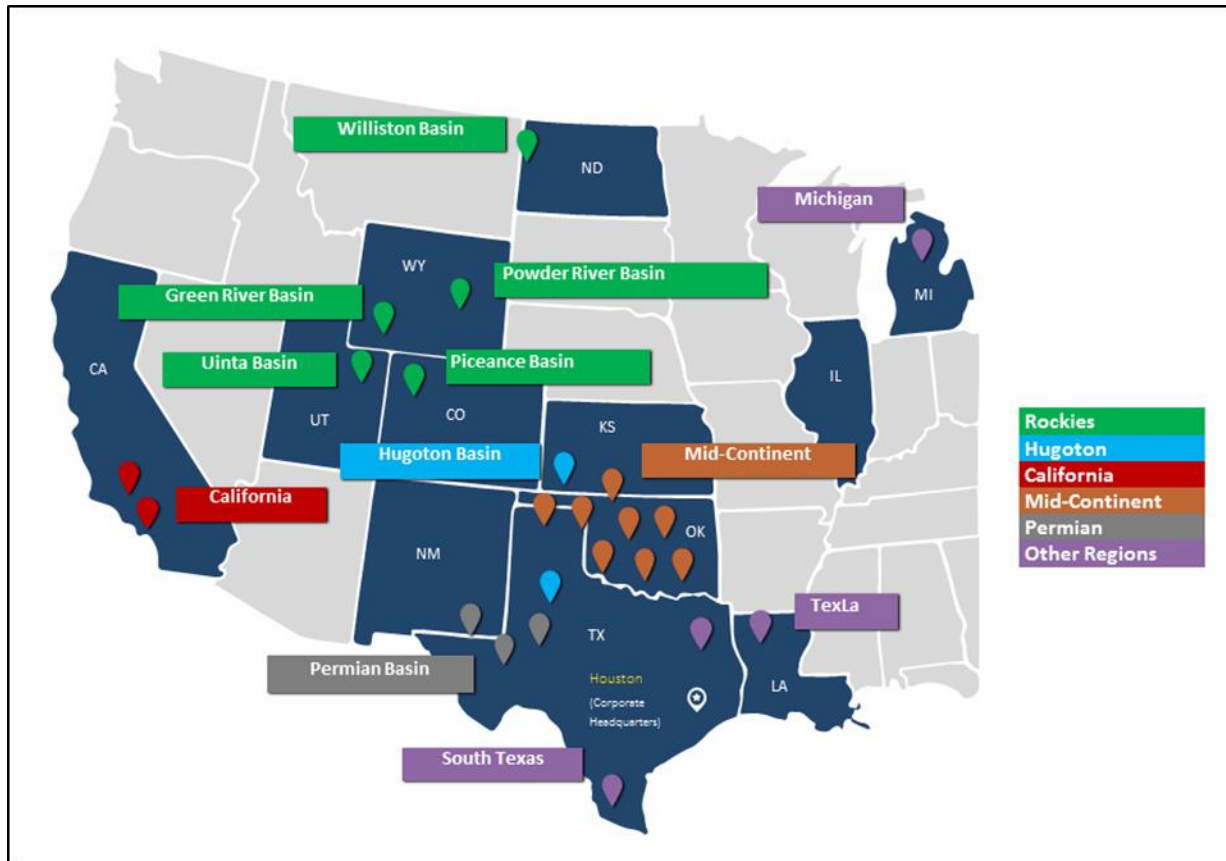 Williston Basin
ND
Michigan
MI
WY
Powder River Basin
Green River Basin
CA
Uinta Basin
Piceance Basin
IL
UT
CO
KS
Hugoton Basin
Mid-Continent
California
OK
NM
TexLa
TX
Permian Basin
Houston
(Corporate
Headquarters)
LA
South Texas
Rockies
Hugoton
California
Mid-Continent
Permian
Other Regions